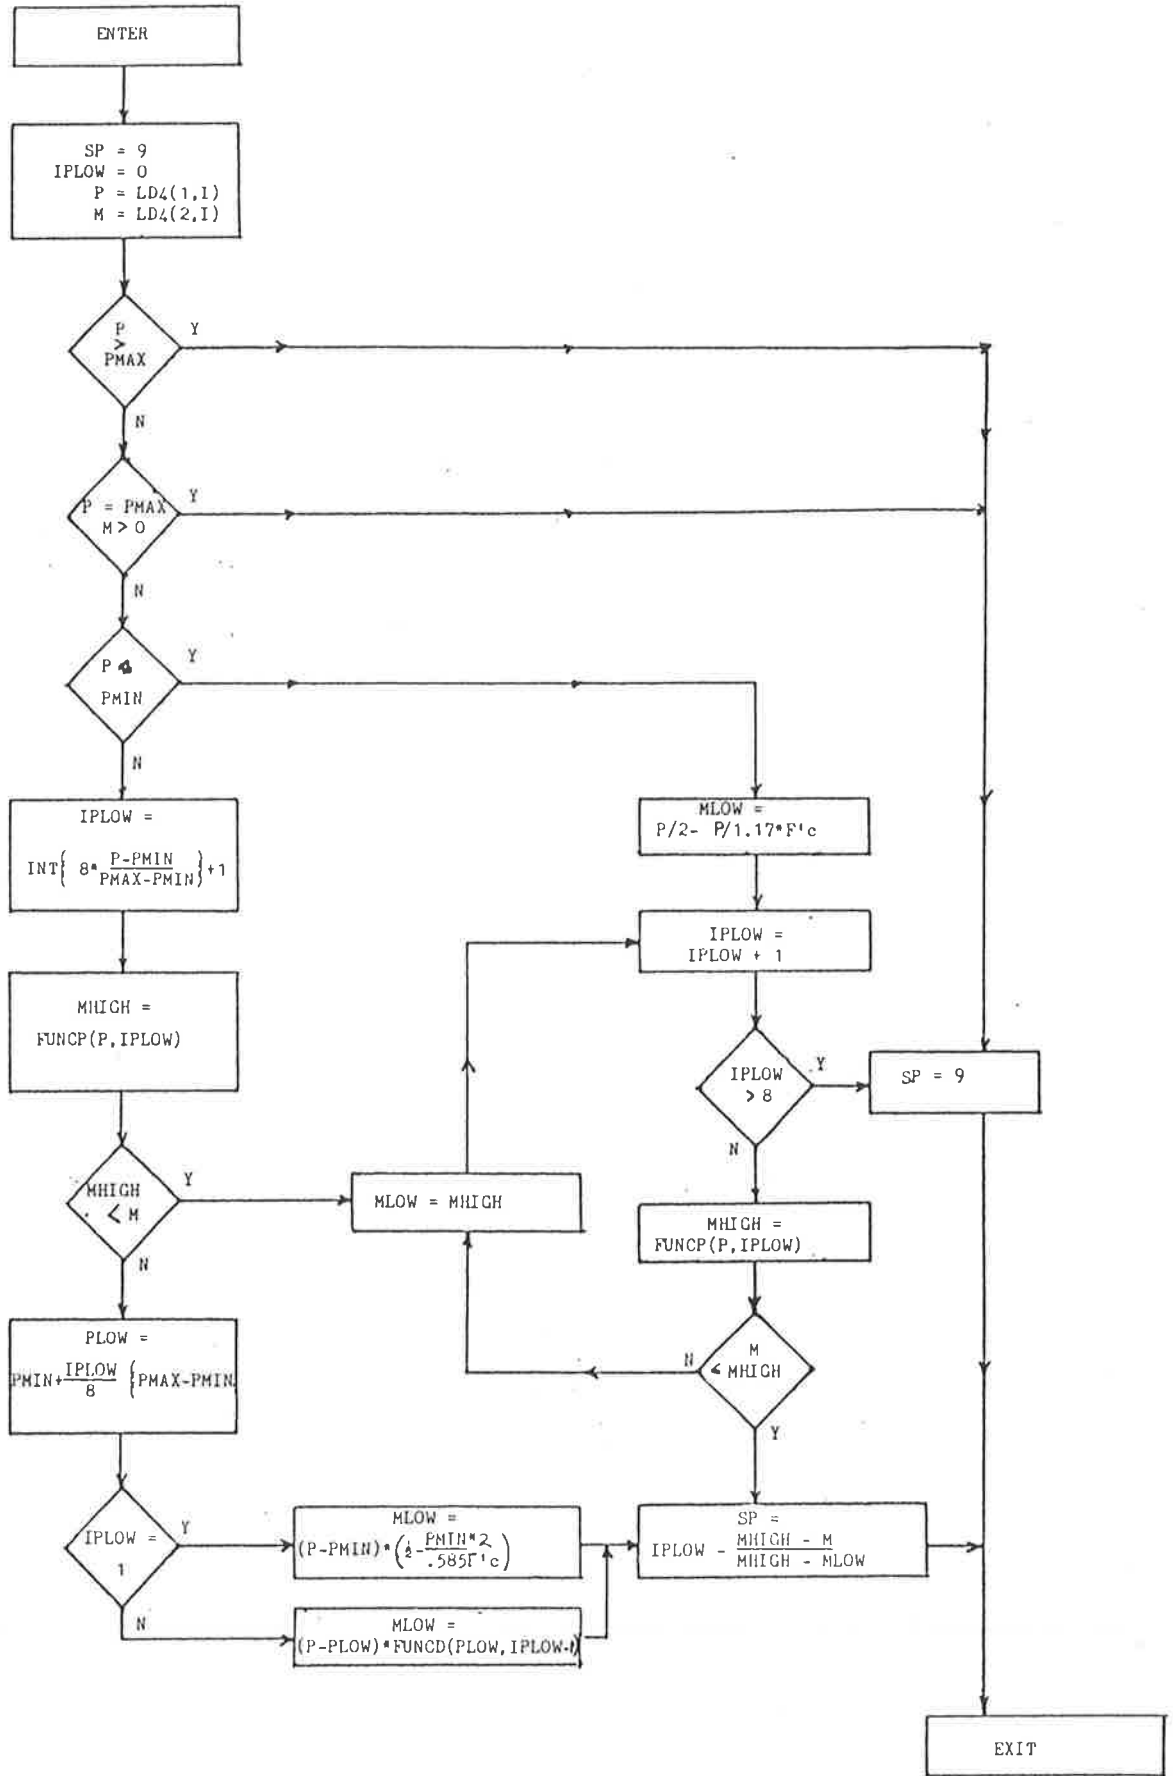 ENTER
SP = 9
IPLOW = 0
P = LD4(1,I)
M = LD4(2,I)
P
>
PMAX
Y
N
P = PMAX
M > 0
Y
N
P <
PMIN
Y
N
IPLOW =
INT{ 8* P-PMIN
PMAX-PMIN }+1
MLOW =
P/2- P/1.17*F'c
IPLOW =
IPLOW + 1
MHIGH =
FUNCP(P,IPLOW)
IPLOW
> 8
Y
N
SP = 9
MHIGH
< M
Y
N
MLOW = MHIGH
MHIGH =
FUNCP(P,IPLOW)
PLOW =
PMIN+ IPLOW {PMAX-PMIN
8
M
≤ MHIGH
N
Y
IPLOW =
1
Y
N
MLOW =
(P-PMIN)*(½- PMIN*2
.585F'c )
SP =
IPLOW - MHIGH - M
MHIGH - MLOW
MLOW =
(P-PLOW)*FUNCD(PLOW,IPLOW-1)
EXIT